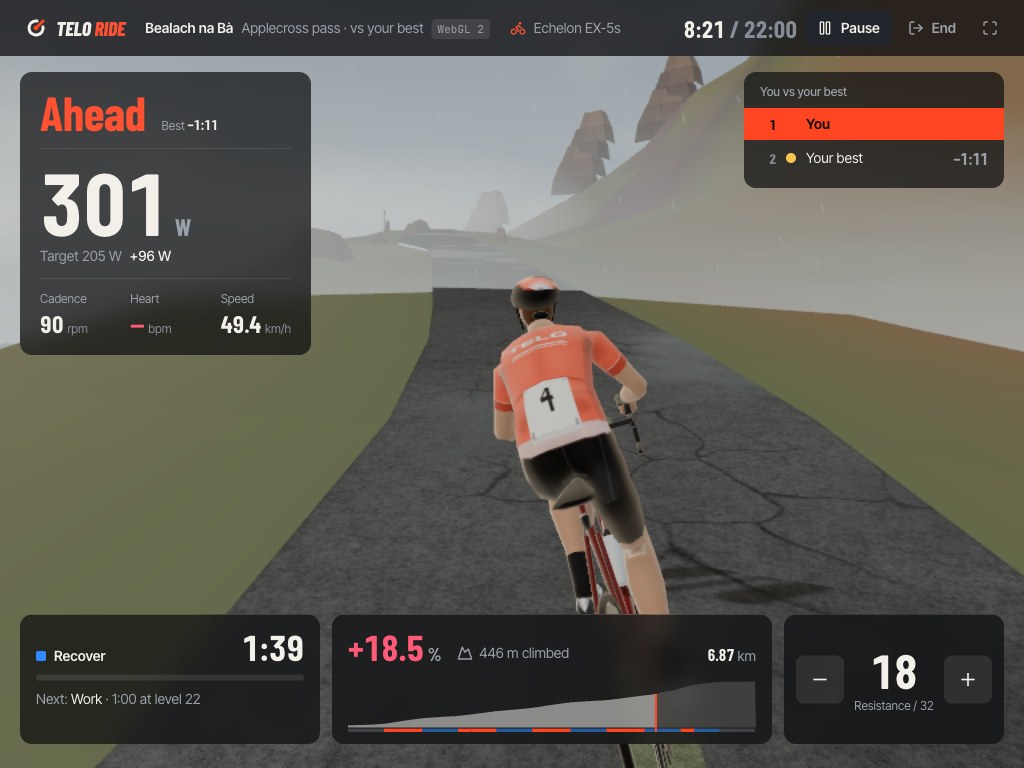 TELO RIDE
Bealach na Bà Applecross pass · vs your best WebGL 2
Echelon EX-5s
8:21 / 22:00
Pause
End
Ahead Best -1:11
301 W
Target 205 W +96 W
Cadence Heart Speed
90 rpm – bpm 49.4 km/h
You vs your best
1 You
2 Your best -1:11
TELO
4
Recover 1:39
Next: Work · 1:00 at level 22
+18.5 % 446 m climbed 6.87 km
− 18 +
Resistance / 32